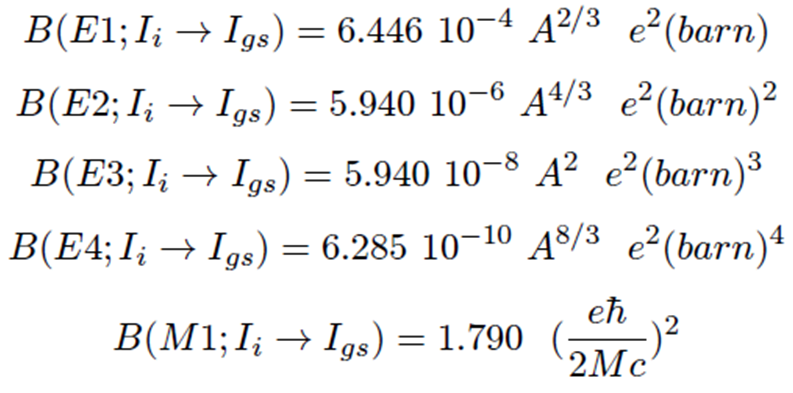 B(E1; I_i → I_gs) = 6.446 10^−4 A^2/3 e^2(barn)
B(E2; I_i → I_gs) = 5.940 10^−6 A^4/3 e^2(barn)^2
B(E3; I_i → I_gs) = 5.940 10^−8 A^2 e^2(barn)^3
B(E4; I_i → I_gs) = 6.285 10^−10 A^8/3 e^2(barn)^4
B(M1; I_i → I_gs) = 1.790 (eħ/2Mc)^2